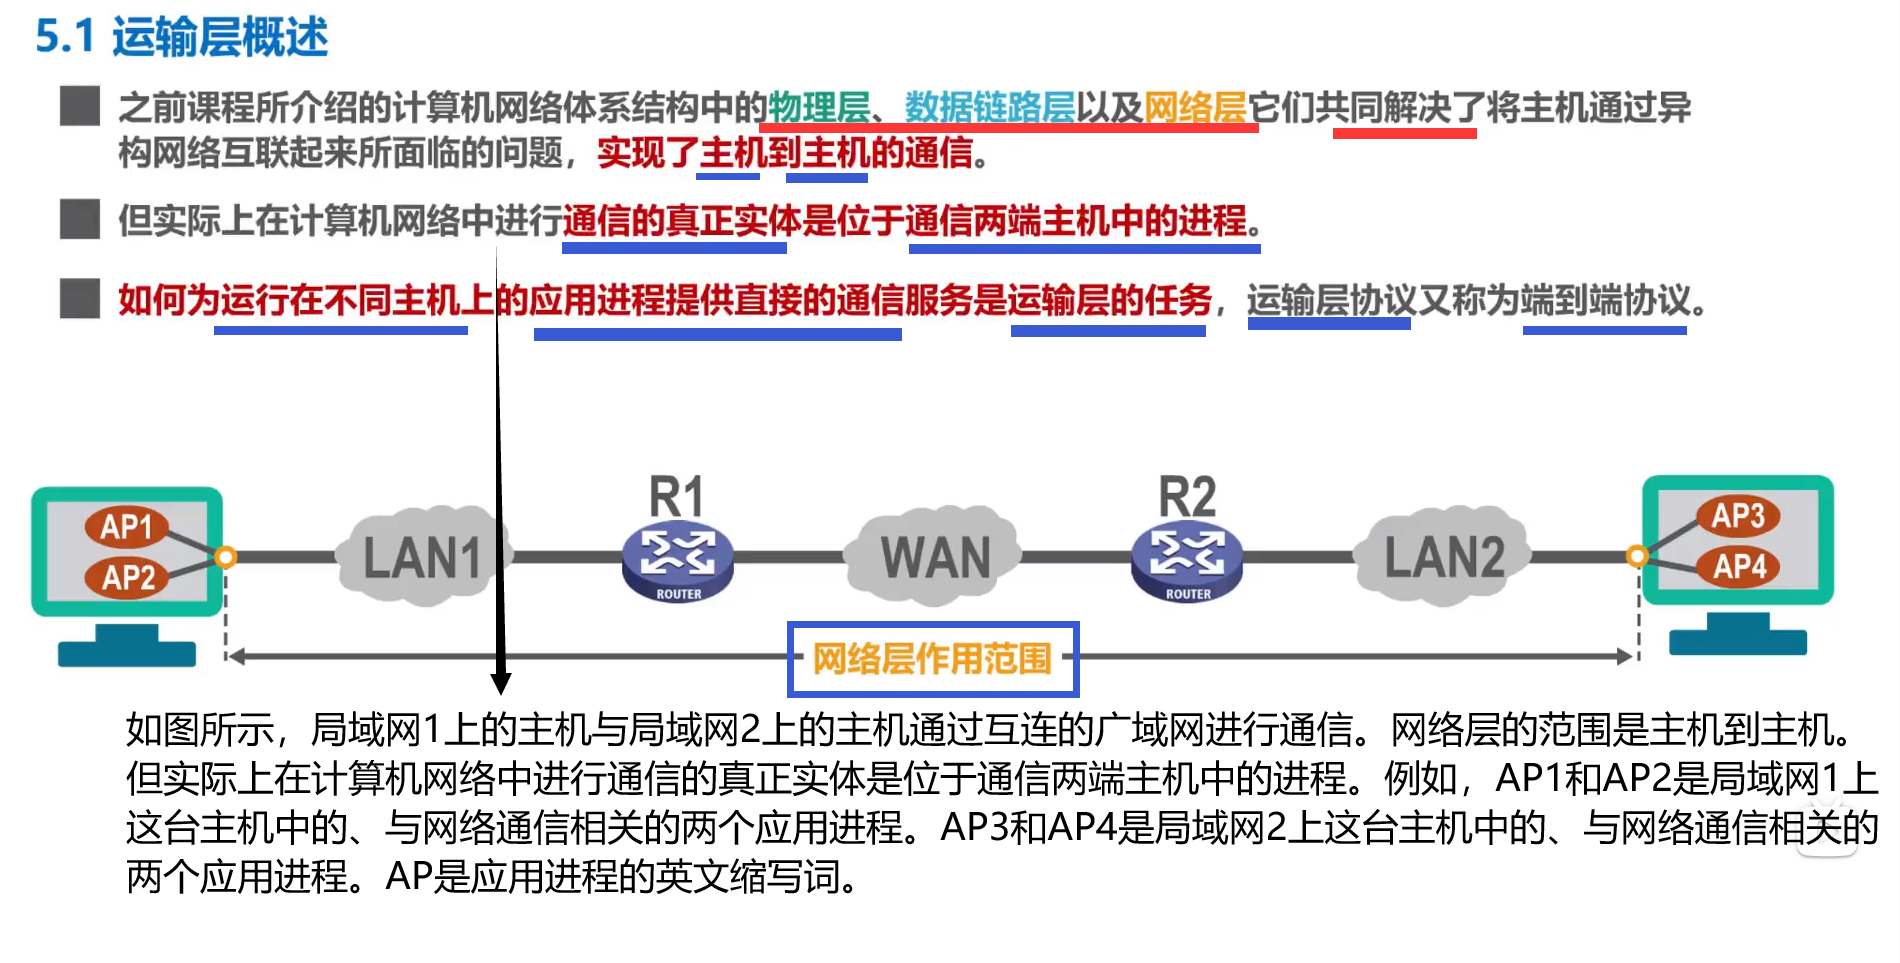 5.1 运输层概述
之前课程所介绍的计算机网络体系结构中的物理层、数据链路层以及网络层它们共同解决了将主机通过异
构网络互联起来所面临的问题，实现了主机到主机的通信。
但实际上在计算机网络中进行通信的真正实体是位于通信两端主机中的进程。
如何为运行在不同主机上的应用进程提供直接的通信服务是运输层的任务，运输层协议又称为端到端协议。
R1
R2
AP1
AP2
LAN1
ROUTER
WAN
ROUTER
LAN2
AP3
AP4
网络层作用范围
如图所示，局域网1上的主机与局域网2上的主机通过互连的广域网进行通信。网络层的范围是主机到主机。
但实际上在计算机网络中进行通信的真正实体是位于通信两端主机中的进程。例如，AP1和AP2是局域网1上
这台主机中的、与网络通信相关的两个应用进程。AP3和AP4是局域网2上这台主机中的、与网络通信相关的
两个应用进程。AP是应用进程的英文缩写词。